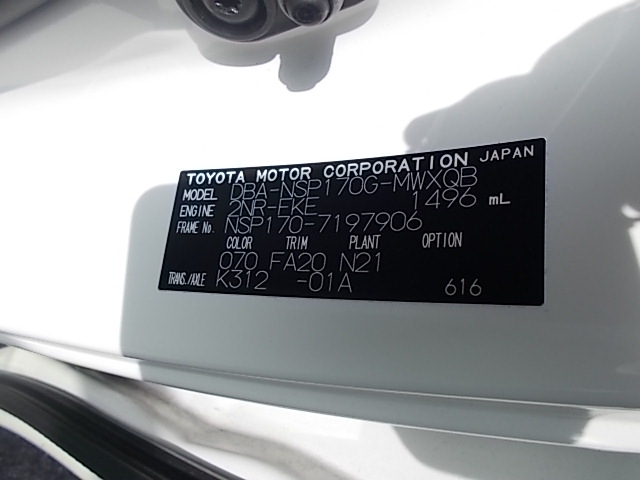 TOYOTA MOTOR CORPORATION JAPAN
MODEL DBA-NSP170G-MWXQB
ENGINE 2NR-FKE 1496 mL
FRAME No. NSP170-7197906
COLOR TRIM PLANT OPTION
070 FA20 N21
TRANS./AXLE K312 -01A 616